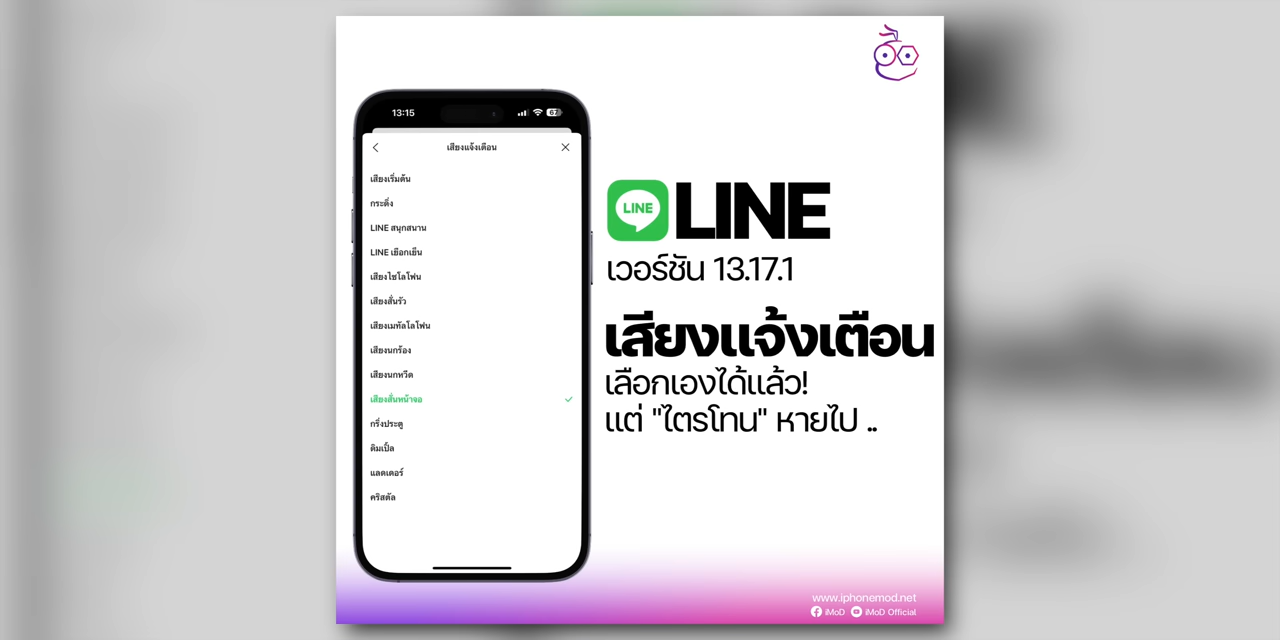 13:15
67
เสียงแจ้งเตือน
เสียงเริ่มต้น
กระดิ่ง
LINE สนุกสนาน
LINE เยือกเย็น
เสียงไซโลโฟน
เสียงสั่นรัว
เสียงเมทัลโลโฟน
เสียงนกร้อง
เสียงนกหวีด
เสียงสั่นหน้าจอ
กริ่งประตู
ดิมเปิ้ล
แลดเดอร์
คริสตัล
LINE
LINE
เวอร์ชัน 13.17.1
เสียงแจ้งเตือน
เลือกเองได้แล้ว!
แต่ "ไตรโทน" หายไป ..
www.iphonemod.net
iMoD iMoD Official